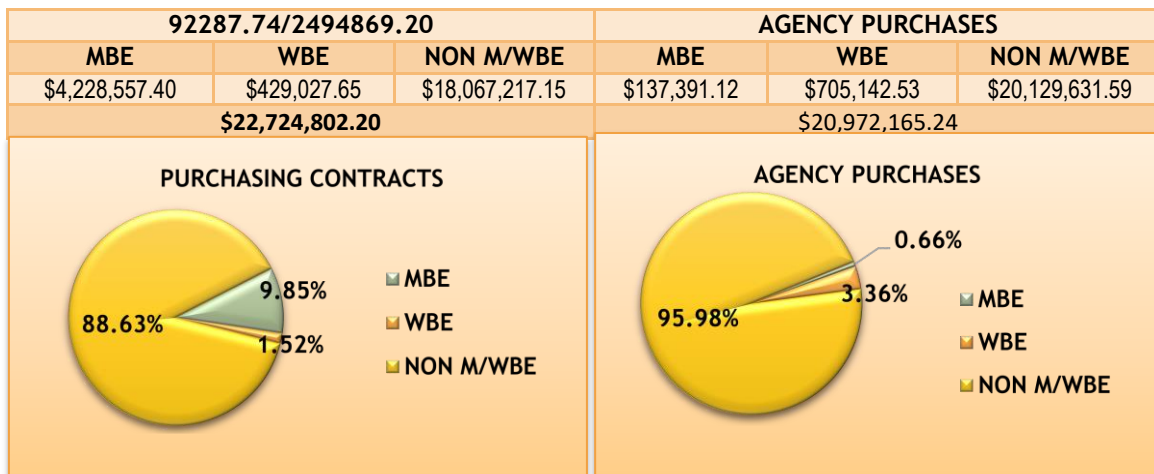 92287.74/2494869.20 AGENCY PURCHASES
MBE WBE NON M/WBE MBE WBE NON M/WBE
$4,228,557.40 $429,027.65 $18,067,217.15 $137,391.12 $705,142.53 $20,129,631.59
$22,724,802.20 $20,972,165.24
PURCHASING CONTRACTS
9.85%
88.63%
1.52%
MBE
WBE
NON M/WBE
AGENCY PURCHASES
0.66%
3.36%
95.98%
MBE
WBE
NON M/WBE